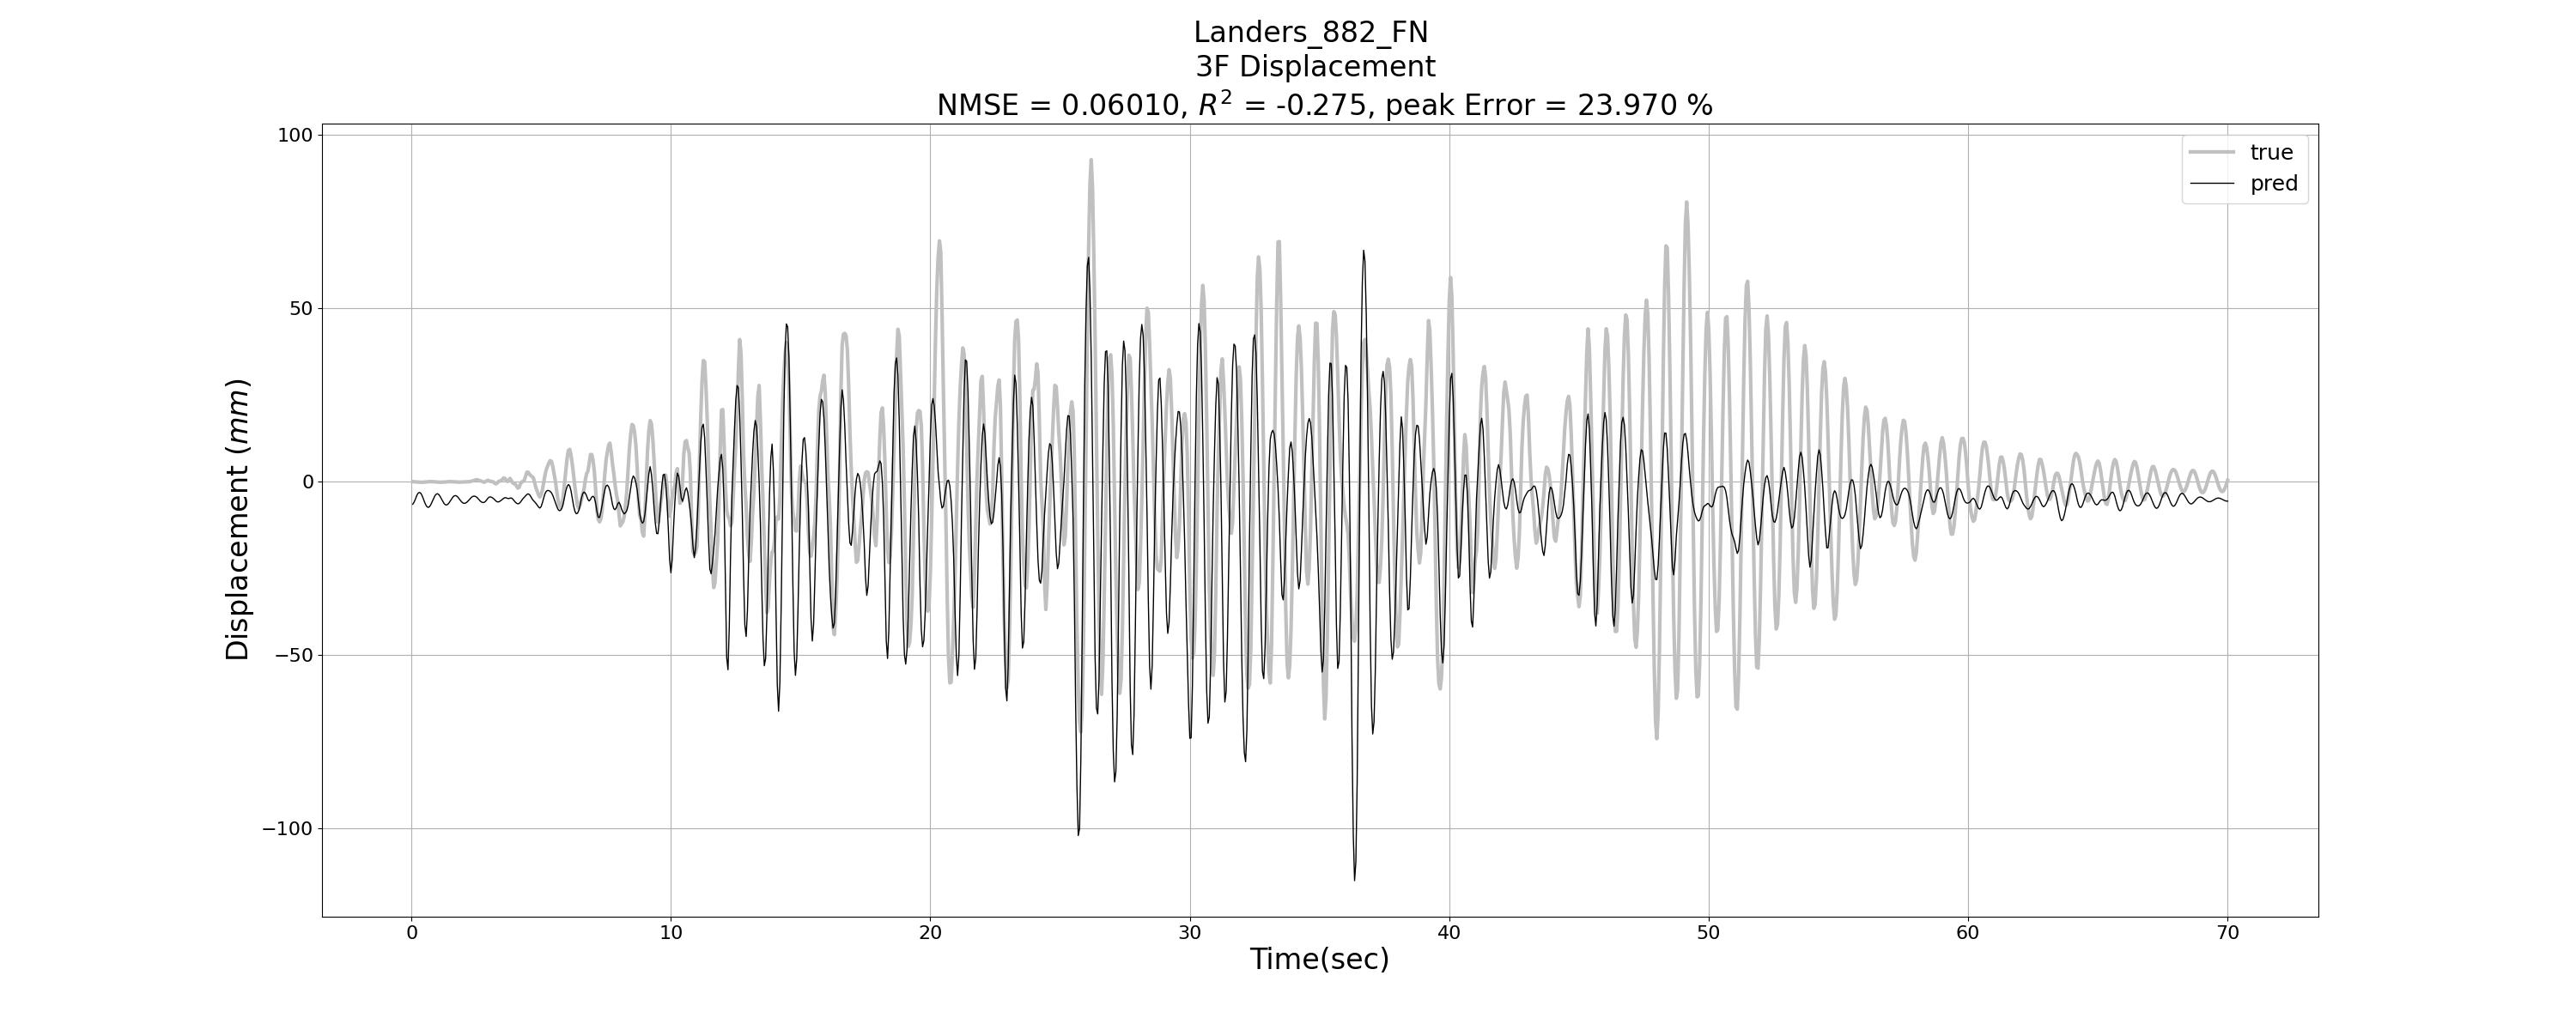 Landers_882_FN
3F Displacement
NMSE = 0.06010, R² = -0.275, peak Error = 23.970 %
true
pred
100
50
0
−50
−100
Displacement (mm)
0 10 20 30 40 50 60 70
Time(sec)